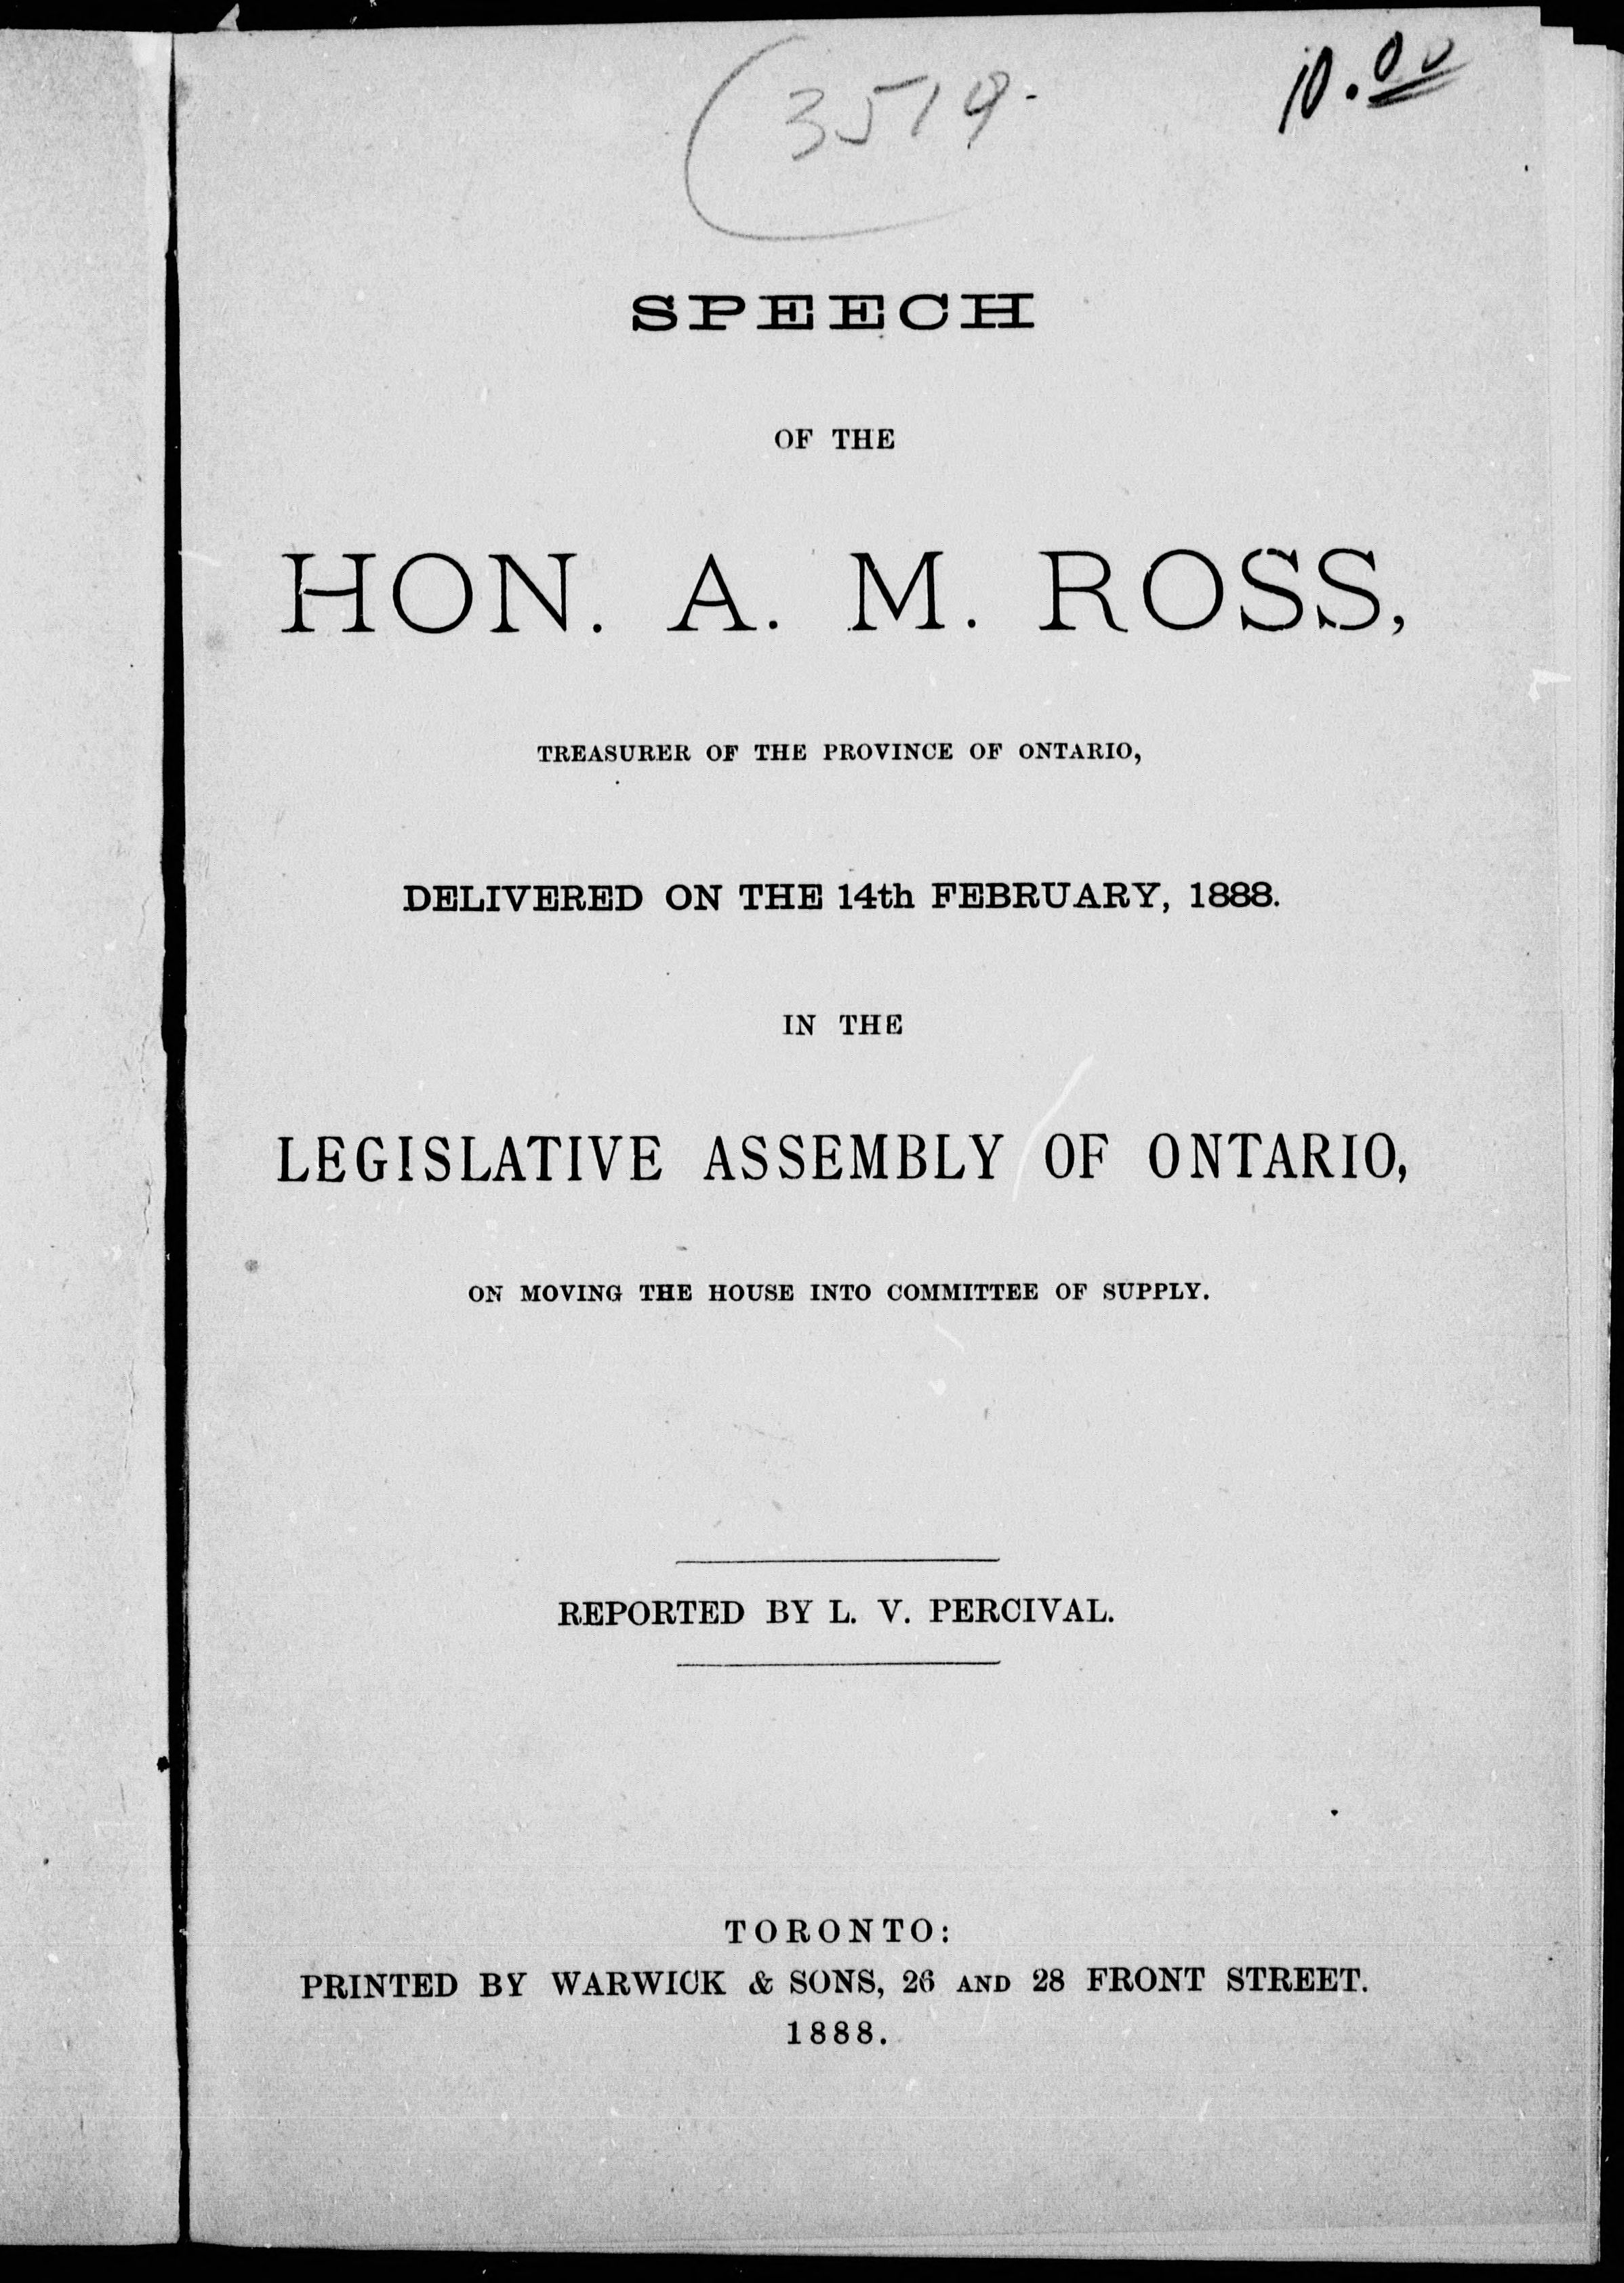 3519.
10.00
SPEECH
OF THE
HON. A. M. ROSS,
TREASURER OF THE PROVINCE OF ONTARIO,
DELIVERED ON THE 14th FEBRUARY, 1888.
IN THE
LEGISLATIVE ASSEMBLY OF ONTARIO,
ON MOVING THE HOUSE INTO COMMITTEE OF SUPPLY.
REPORTED BY L. V. PERCIVAL.
TORONTO:
PRINTED BY WARWICK & SONS, 26 AND 28 FRONT STREET.
1888.